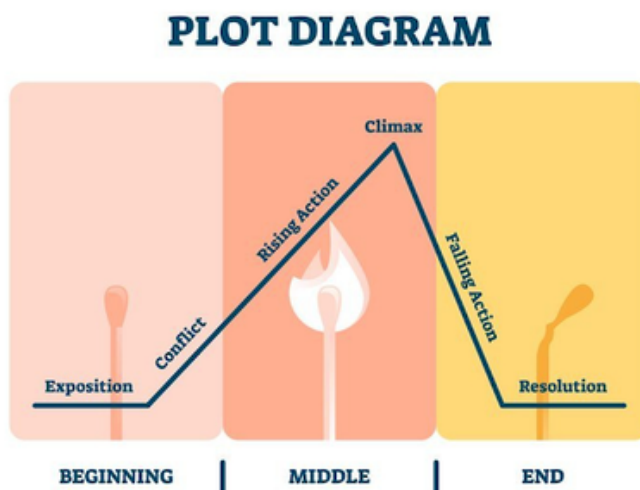 PLOT DIAGRAM
Climax
Rising Action
Falling Action
Conflict
Exposition
Resolution
BEGINNING | MIDDLE | END